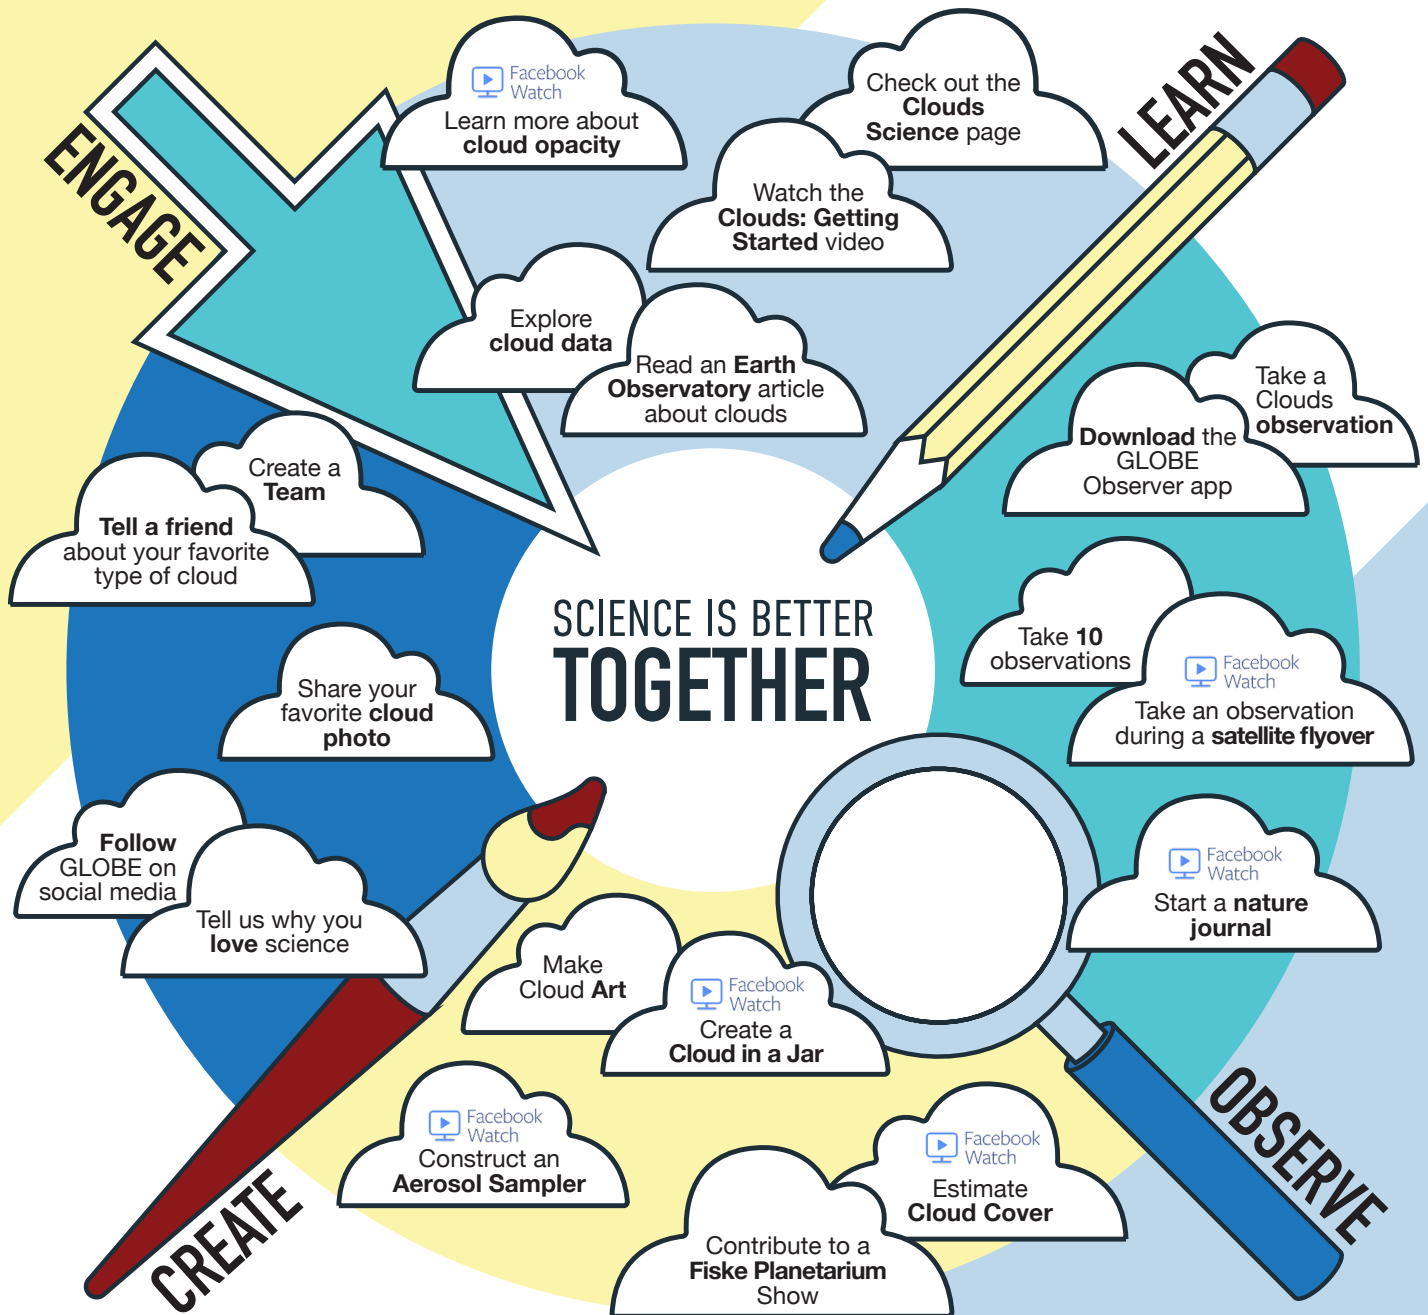 ENGAGE
Facebook
Watch
Learn more about
cloud opacity
Check out the
Clouds
Science page
Watch the
Clouds: Getting
Started video
Explore
cloud data
Read an Earth
Observatory article
about clouds
LEARN
Take a
Clouds
observation
Download the
GLOBE
Observer app
Take 10
observations
Facebook
Watch
Take an observation
during a satellite flyover
Facebook
Watch
Start a nature
journal
OBSERVE
SCIENCE IS BETTER
TOGETHER
Create a
Team
Tell a friend
about your favorite
type of cloud
Share your
favorite cloud
photo
Follow
GLOBE on
social media
Tell us why you
love science
Make
Cloud Art
Facebook
Watch
Create a
Cloud in a Jar
Facebook
Watch
Construct an
Aerosol Sampler
Facebook
Watch
Estimate
Cloud Cover
Contribute to a
Fiske Planetarium
Show
CREATE